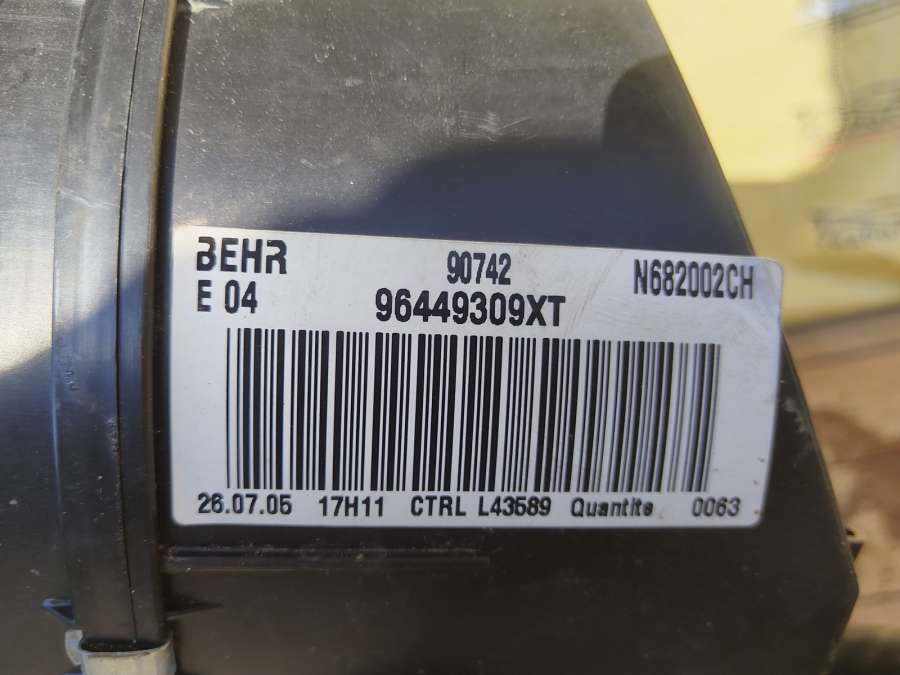 BEHR 90742 N682002CH
E 04 96449309XT
26.07.05 17H11 CTRL L43589 Quantite 0063